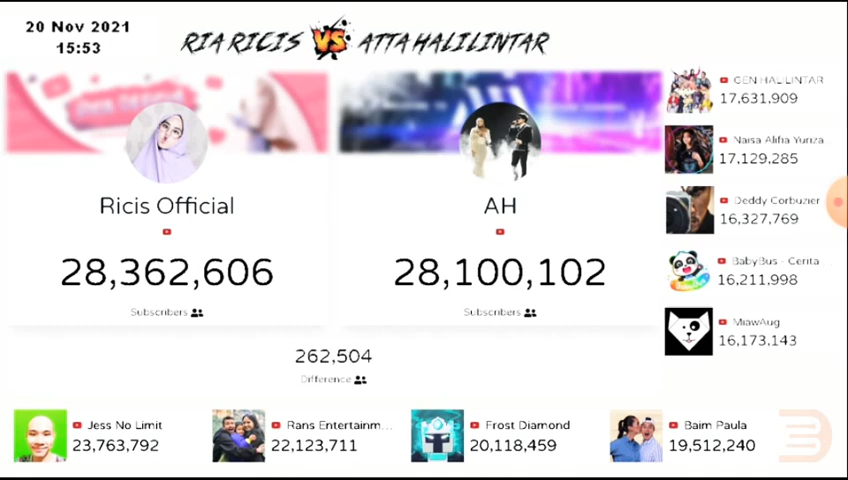 20 Nov 2021
15:53
RIA RICIS VS ATTA HALILINTAR
Ricis Official
28,362,606
Subscribers
AH
28,100,102
Subscribers
262,504
Difference
GEN HALILINTAR
17,631,909
Naisa Alifia Yuriza
17,129,285
Deddy Corbuzier
16,327,769
BabyBus - Cerita
16,211,998
MiawAug
16,173,143
Jess No Limit
23,763,792
Rans Entertainm...
22,123,711
Frost Diamond
20,118,459
Baim Paula
19,512,240